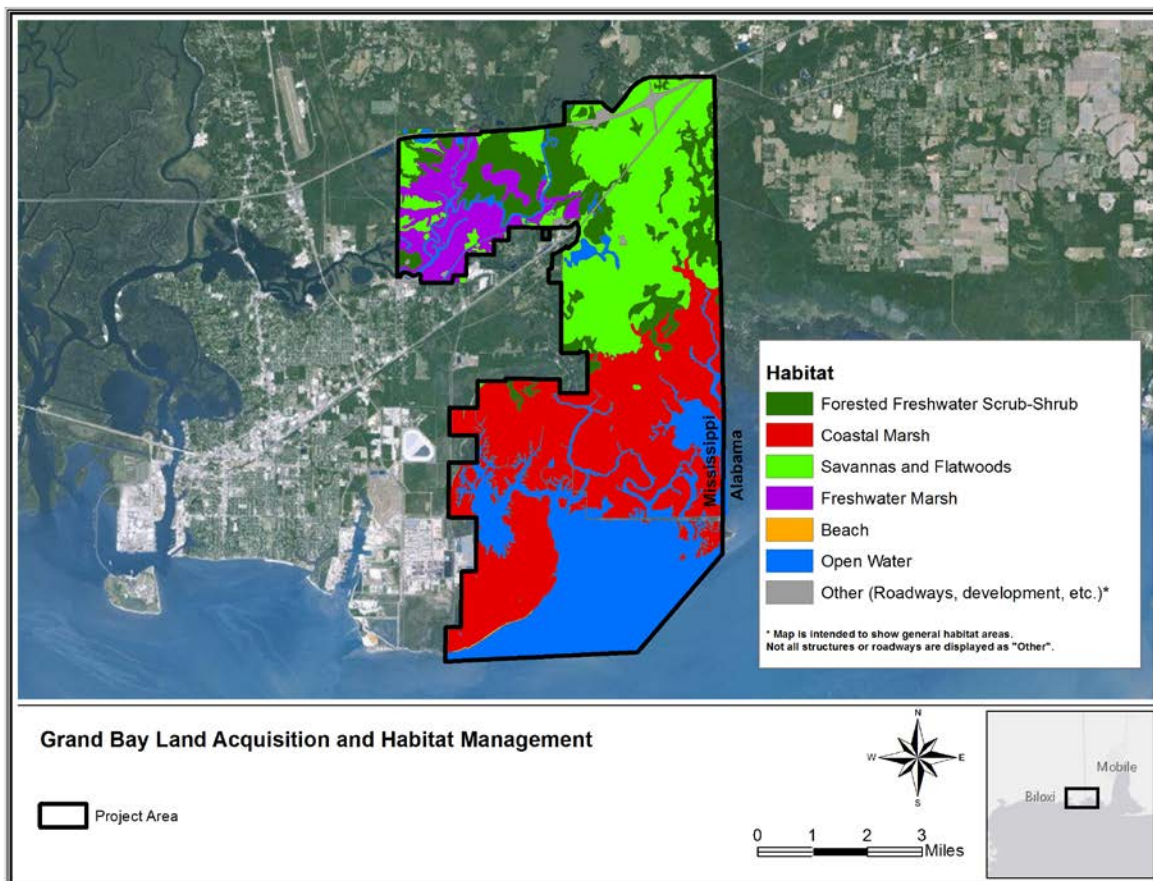 Habitat
Forested Freshwater Scrub-Shrub
Coastal Marsh
Savannas and Flatwoods
Freshwater Marsh
Beach
Open Water
Other (Roadways, development, etc.)*
* Map is intended to show general habitat areas.
Not all structures or roadways are displayed as "Other".
Mississippi
Alabama
Grand Bay Land Acquisition and Habitat Management
Project Area
N
W
E
S
0 1 2 3
Miles
Mobile
Biloxi